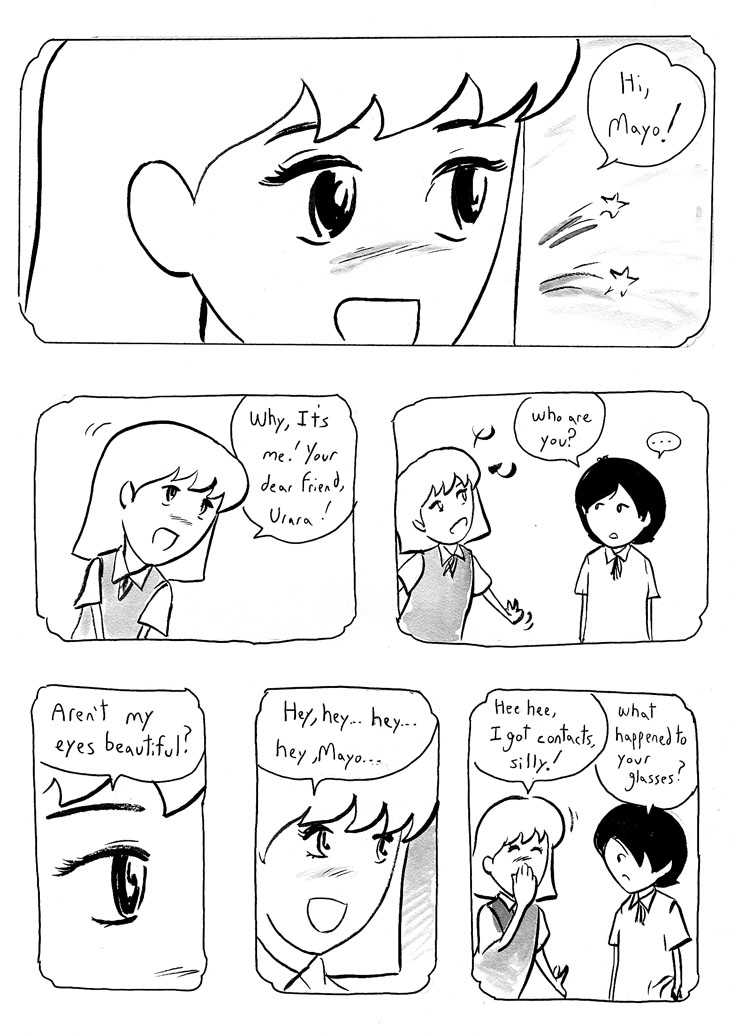 Hi,
Mayo!
...
Who are
you?
Why, It's
me! Your
dear friend,
Urara!
What
happened to
your
glasses?
Hee hee,
I got contacts,
silly!
Hey, hey... hey...
hey, Mayo...
Aren't my
eyes beautiful?